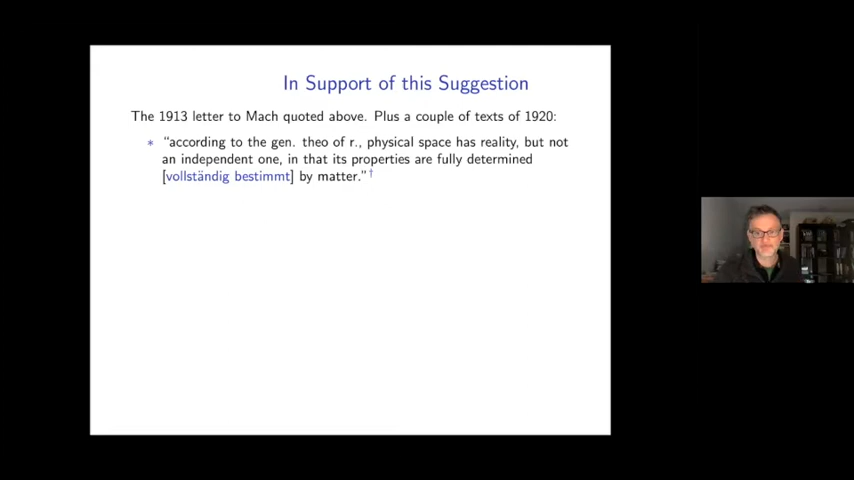 In Support of this Suggestion
The 1913 letter to Mach quoted above. Plus a couple of texts of 1920:
* “according to the gen. theo of r., physical space has reality, but not
an independent one, in that its properties are fully determined
[vollständig bestimmt] by matter.”†